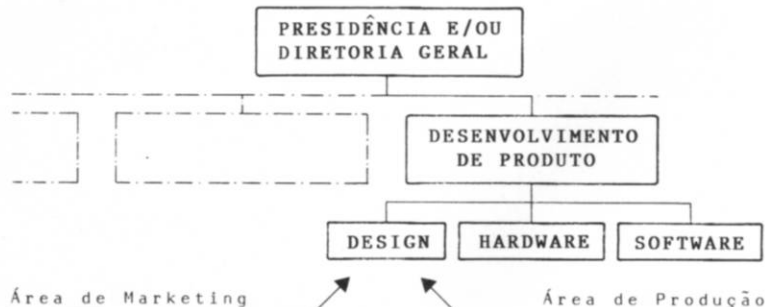 PRESIDÊNCIA E/OU
DIRETORIA GERAL
DESENVOLVIMENTO
DE PRODUTO
DESIGN
HARDWARE
SOFTWARE
Área de Marketing
Área de Produção